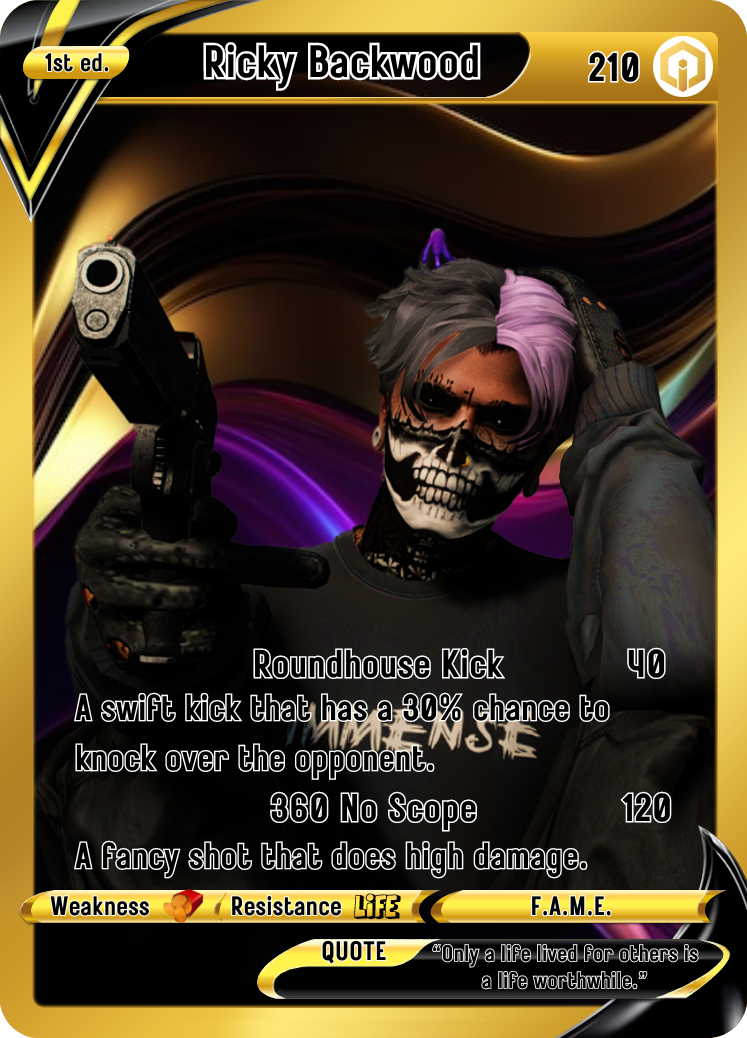 1st ed.
Ricky Backwood
210
Roundhouse Kick 40
A swift kick that has a 30% chance to
knock over the opponent.
IMMENSE
360 No Scope 120
A fancy shot that does high damage.
Weakness
Resistance LiFE
F.A.M.E.
QUOTE
“Only a life lived for others is
a life worthwhile.”